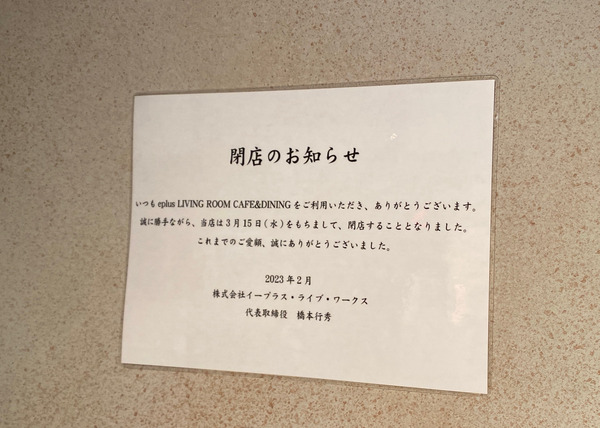 閉店のお知らせ
いつも eplus LIVING ROOM CAFE&DINING をご利用いただき、ありがとうございます。
誠に勝手ながら、当店は3月15日(水)をもちまして、閉店することとなりました。
これまでのご愛顧、誠にありがとうございました。
2023年2月
株式会社イープラス・ライブ・ワークス
代表取締役　橋本行秀